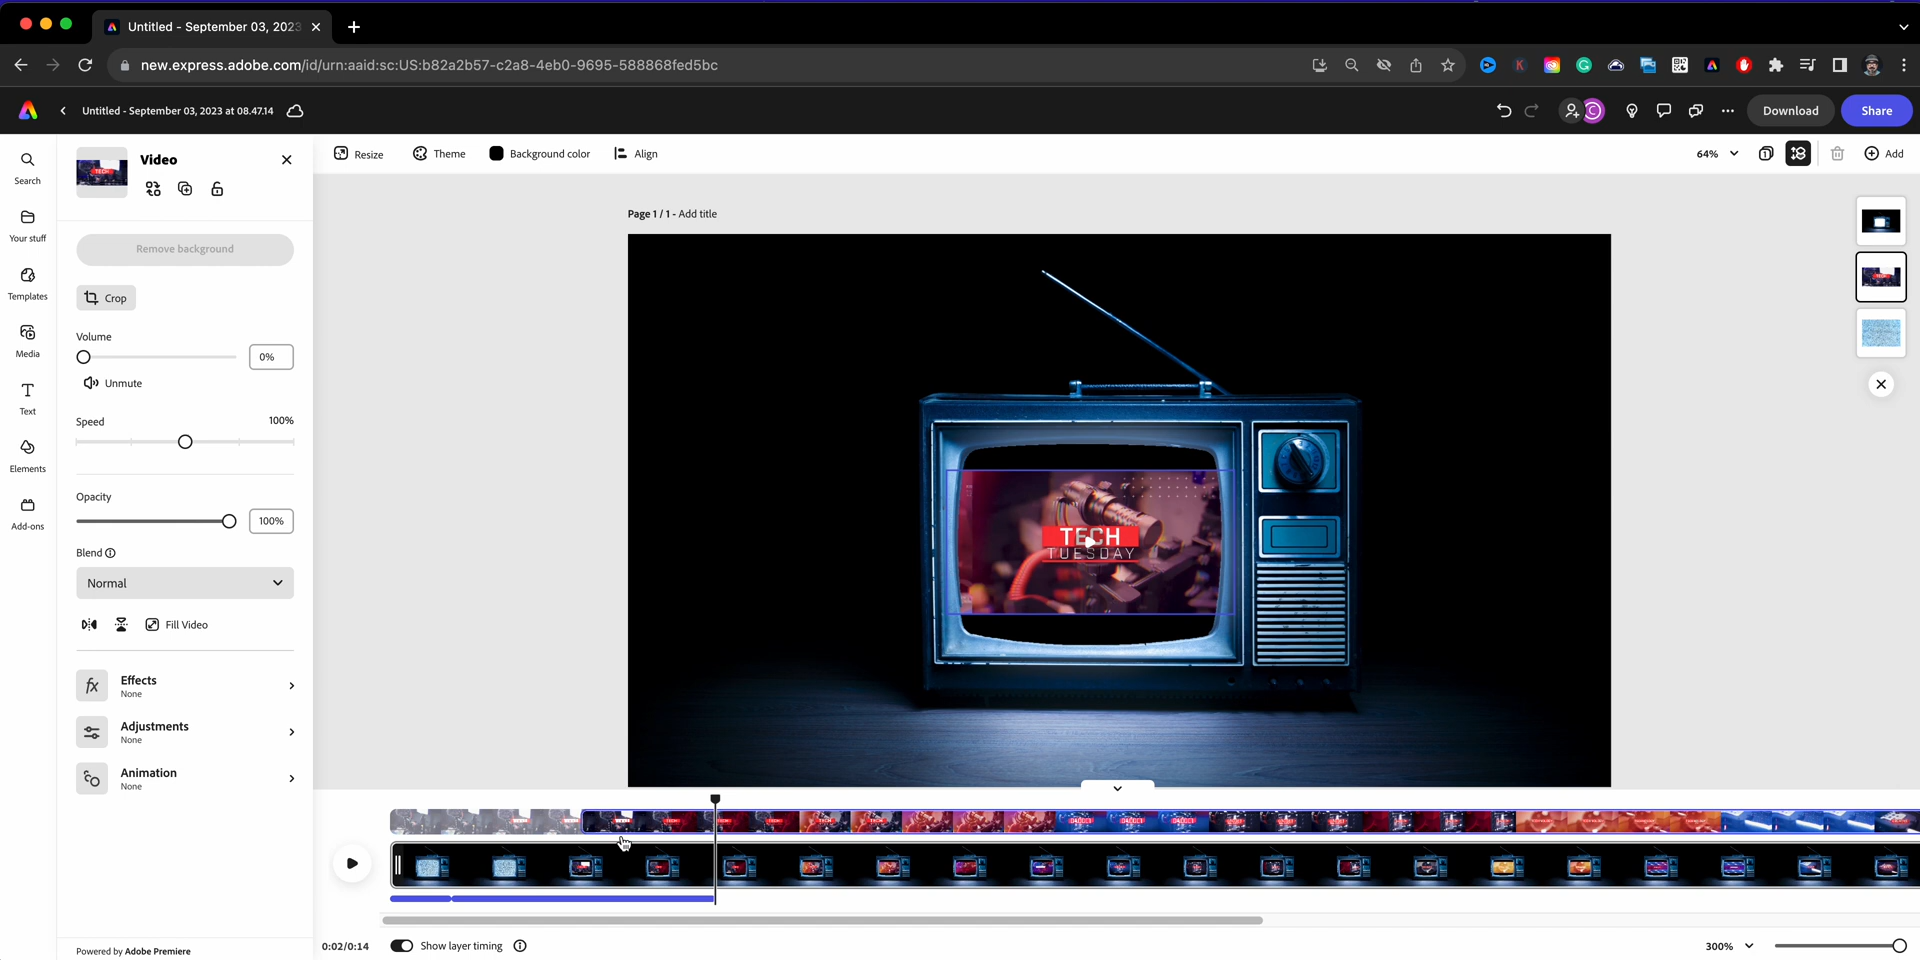 Untitled - September 03, 2023
new.express.adobe.com/id/urn:aaid:sc:US:b82a2b57-c2a8-4eb0-9695-588868fed5bc
Untitled - September 03, 2023 at 08.47.14
Download
Share
Search
Your stuff
Templates
Media
Text
Elements
Add-ons
Video
Remove background
Crop
Volume
0%
Unmute
Speed
100%
Opacity
100%
Blend
Normal
Fill Video
Effects
None
Adjustments
None
Animation
None
Powered by Adobe Premiere
Resize
Theme
Background color
Align
64%
Add
Page 1 / 1 - Add title
TECH
TUESDAY
0:02/0:14
Show layer timing
300%